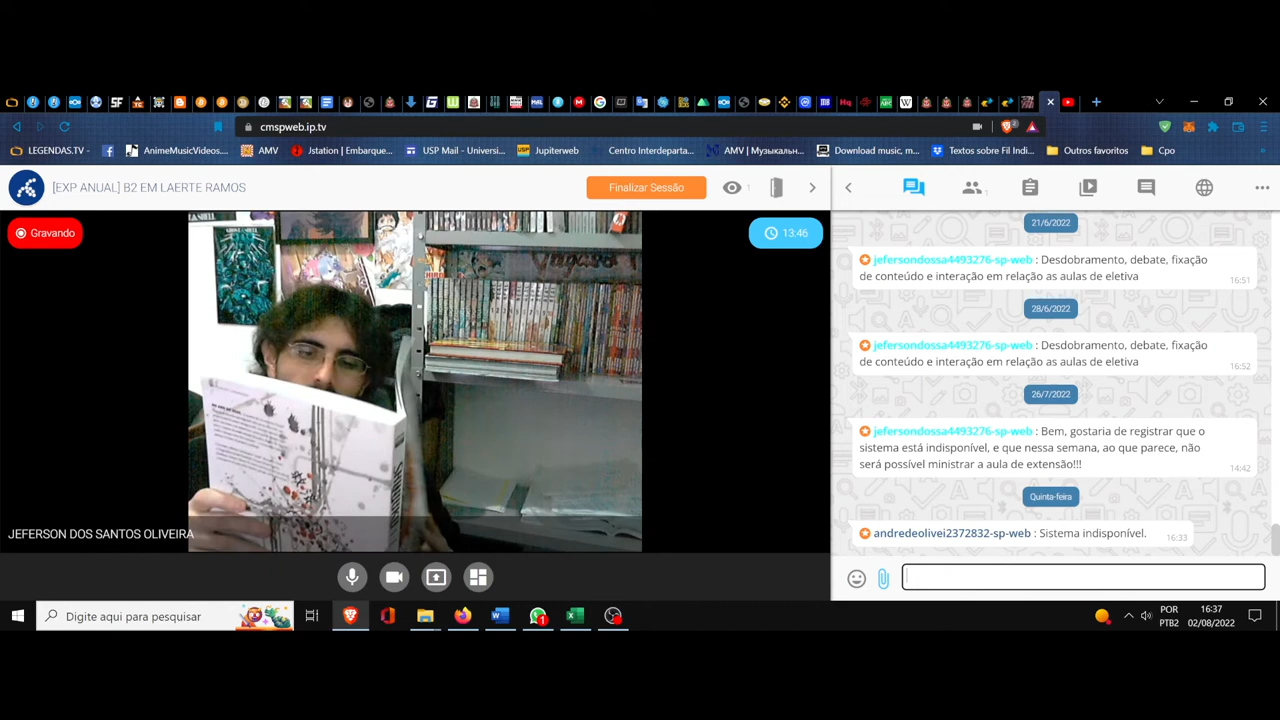 cmspweb.ip.tv
2
LEGENDAS.TV -
AnimeMusicVideos...
AMV
Jstation | Embarque...
USP Mail - Universi...
Jupiterweb
Centro Interdeparta...
AMV | Музыкальн...
Download music, m...
Textos sobre Fil Indi...
Outros favoritos
Cpo
[EXP ANUAL] B2 EM LAERTE RAMOS
Finalizar Sessão
1
1
Gravando
13:46
JEFERSON DOS SANTOS OLIVEIRA
21/6/2022
jefersondossa4493276-sp-web : Desdobramento, debate, fixação
de conteúdo e interação em relação as aulas de eletiva
16:51
28/6/2022
jefersondossa4493276-sp-web : Desdobramento, debate, fixação
de conteúdo e interação em relação as aulas de eletiva
16:52
26/7/2022
jefersondossa4493276-sp-web : Bem, gostaria de registrar que o
sistema está indisponível, e que nessa semana, ao que parece, não
será possível ministrar a aula de extensão!!!
14:42
Quinta-feira
andredeolivei2372832-sp-web : Sistema indisponível.
16:33
Digite aqui para pesquisar
1
POR
PTB2
16:37
02/08/2022